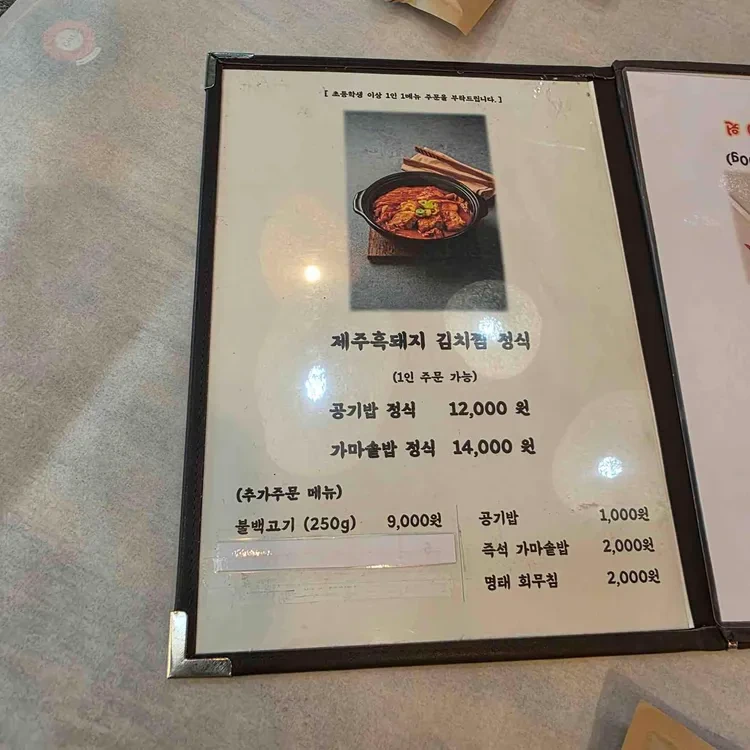 [ 초등학생 이상 1인 1메뉴 주문을 부탁드립니다. ]
제주흑돼지 김치찜 정식
(1인 주문 가능)
공기밥 정식 12,000 원
가마솥밥 정식 14,000 원
(추가주문 메뉴)
불백고기 (250g) 9,000원
공기밥 1,000원
즉석 가마솥밥 2,000원
명태 회무침 2,000원
원